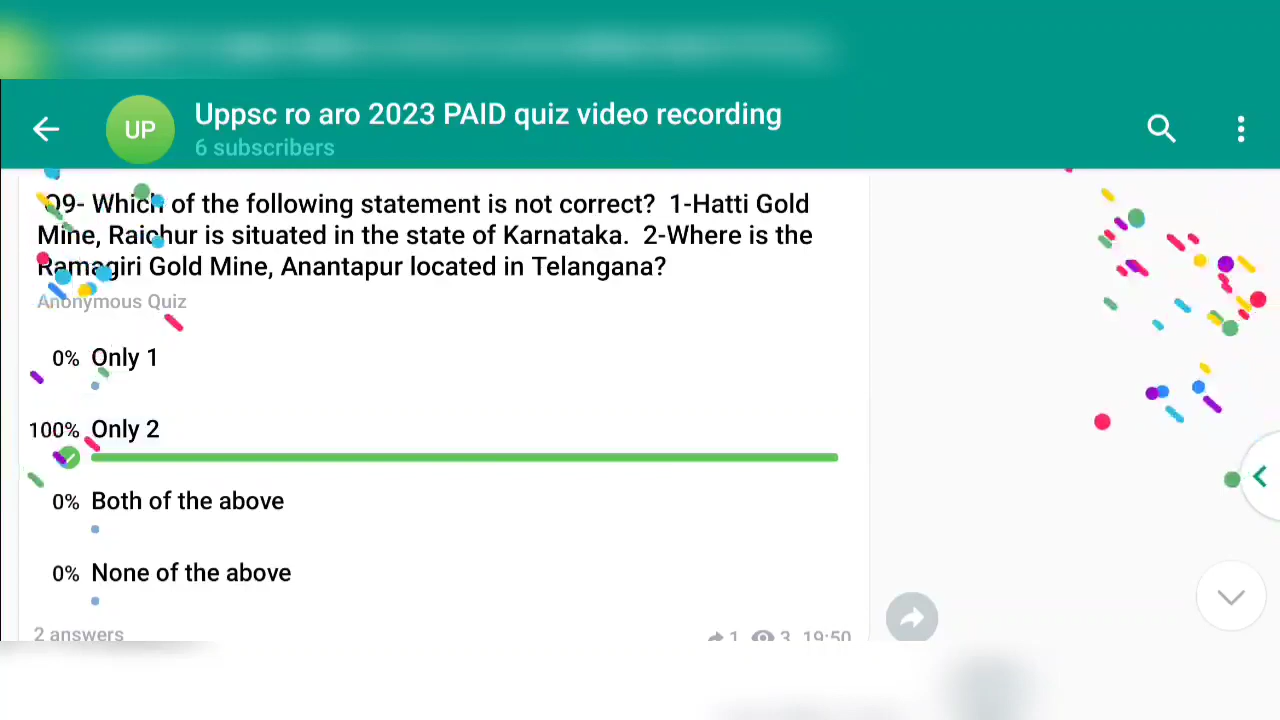 UP
Uppsc ro aro 2023 PAID quiz video recording
6 subscribers
Q9- Which of the following statement is not correct? 1-Hatti Gold
Mine, Raichur is situated in the state of Karnataka. 2-Where is the
Ramagiri Gold Mine, Anantapur located in Telangana?
Anonymous Quiz
0% Only 1
100% Only 2
0% Both of the above
0% None of the above
2 answers
1 3 19:50